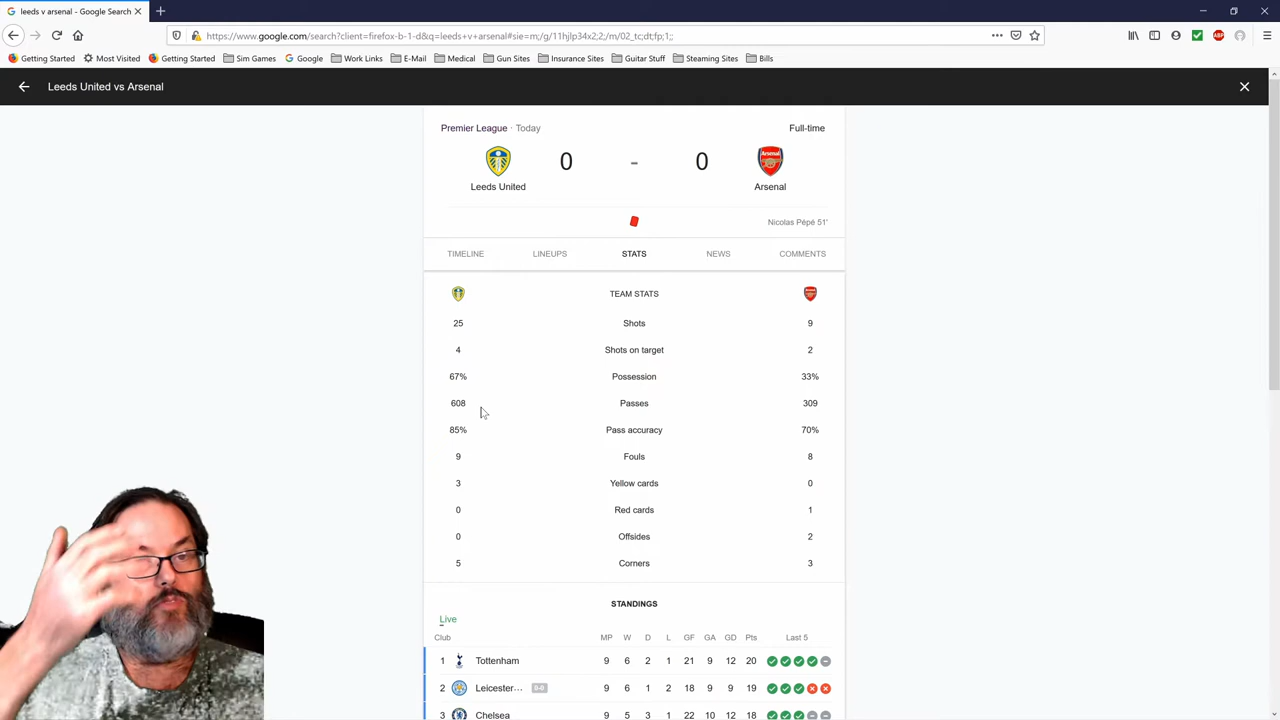 leeds v arsenal - Google Search
https://www.google.com/search?client=firefox-b-1-d&q=leeds+v+arsenal#sie=m;/g/11hjlp34x2;2;/m/02_tc;dt;fp;1;;
Getting Started Most Visited Getting Started Sim Games Google Work Links E-Mail Medical Gun Sites Insurance Sites Guitar Stuff Steaming Sites Bills
Leeds United vs Arsenal
Premier League · Today Full-time
0 - 0
Leeds United Arsenal
Nicolas Pépé 51'
TIMELINE LINEUPS STATS NEWS COMMENTS
TEAM STATS
25 Shots 9
4 Shots on target 2
67% Possession 33%
608 Passes 309
85% Pass accuracy 70%
9 Fouls 8
3 Yellow cards 0
0 Red cards 1
0 Offsides 2
5 Corners 3
STANDINGS
Live
Club MP W D L GF GA GD Pts Last 5
1 Tottenham 9 6 2 1 21 9 12 20
2 Leicester... 0-0 9 6 1 2 18 9 9 19
3 Chelsea 9 5 3 1 22 10 12 18